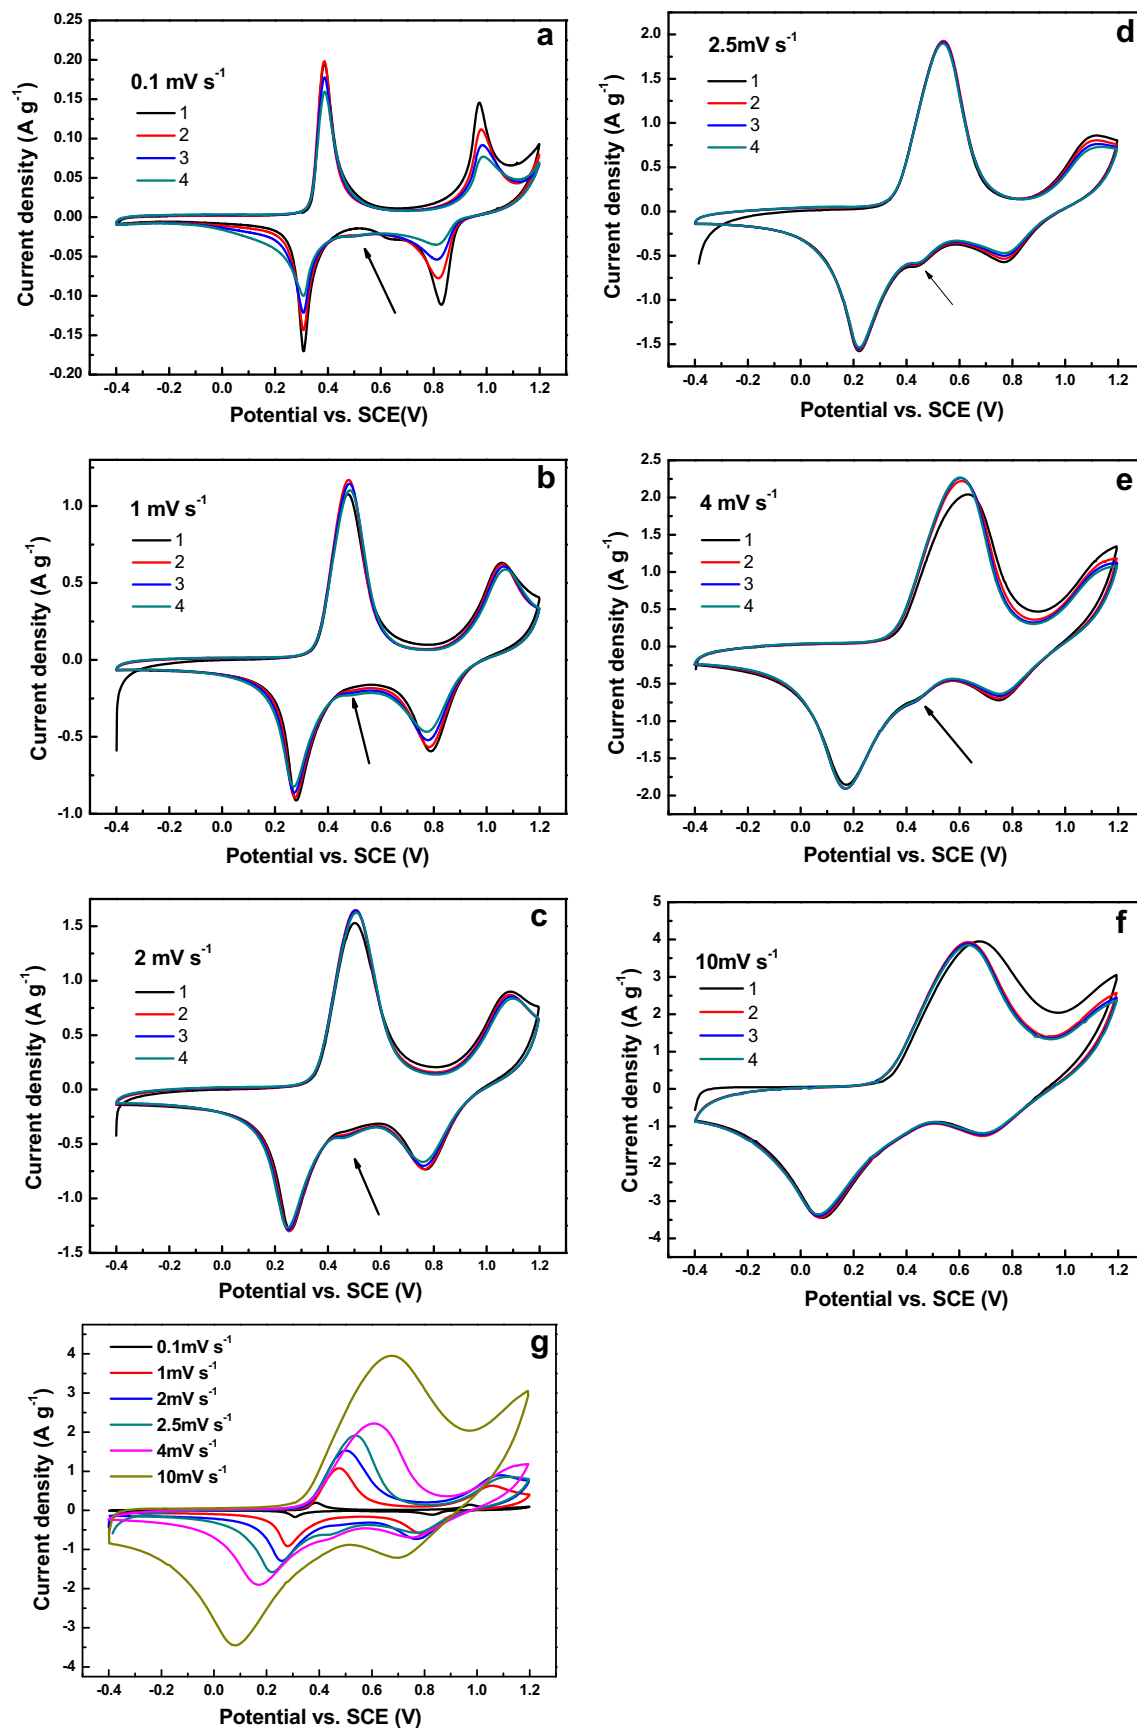 a
0.1 mV s-1
1
2
3
4
0.25
0.20
0.15
0.10
0.05
0.00
-0.05
-0.10
-0.15
-0.20
-0.4 -0.2 0.0 0.2 0.4 0.6 0.8 1.0 1.2
Current density (A g-1)
Potential vs. SCE(V)
d
2.5mV s-1
1
2
3
4
2.0
1.5
1.0
0.5
0.0
-0.5
-1.0
-1.5
-0.4 -0.2 0.0 0.2 0.4 0.6 0.8 1.0 1.2
Current density (A g-1)
Potential vs. SCE (V)
b
1 mV s-1
1
2
3
4
1.0
0.5
0.0
-0.5
-1.0
-0.4 -0.2 0.0 0.2 0.4 0.6 0.8 1.0 1.2
Current density (A g-1)
Potential vs. SCE (V)
e
4 mV s-1
1
2
3
4
2.5
2.0
1.5
1.0
0.5
0.0
-0.5
-1.0
-1.5
-2.0
-0.4 -0.2 0.0 0.2 0.4 0.6 0.8 1.0 1.2
Current density (A g-1)
Potential vs. SCE (V)
c
2 mV s-1
1
2
3
4
1.5
1.0
0.5
0.0
-0.5
-1.0
-1.5
-0.4 -0.2 0.0 0.2 0.4 0.6 0.8 1.0 1.2
Current density (A g-1)
Potential vs. SCE (V)
f
10mV s-1
1
2
3
4
5
4
3
2
1
0
-1
-2
-3
-4
-0.4 -0.2 0.0 0.2 0.4 0.6 0.8 1.0 1.2
Current density (A g-1)
Potential vs. SCE (V)
g
0.1mV s-1
1mV s-1
2mV s-1
2.5mV s-1
4mV s-1
10mV s-1
4
3
2
1
0
-1
-2
-3
-4
-0.4 -0.2 0.0 0.2 0.4 0.6 0.8 1.0 1.2
Current density (A g-1)
Potential vs. SCE (V)